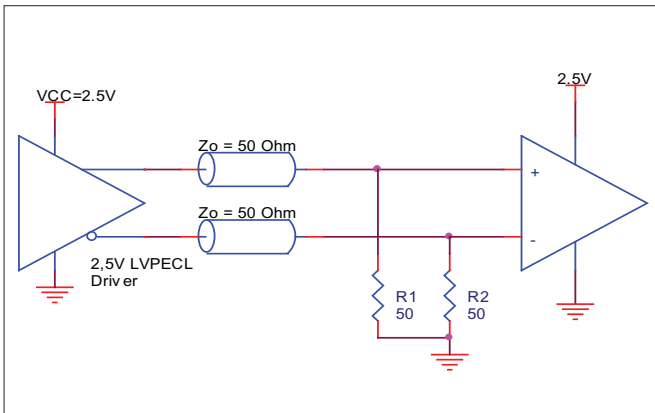 VCC=2.5V
2.5V
Zo = 50 Ohm
+
Zo = 50 Ohm
-
2,5V LVPECL
Driver
R1
50
R2
50